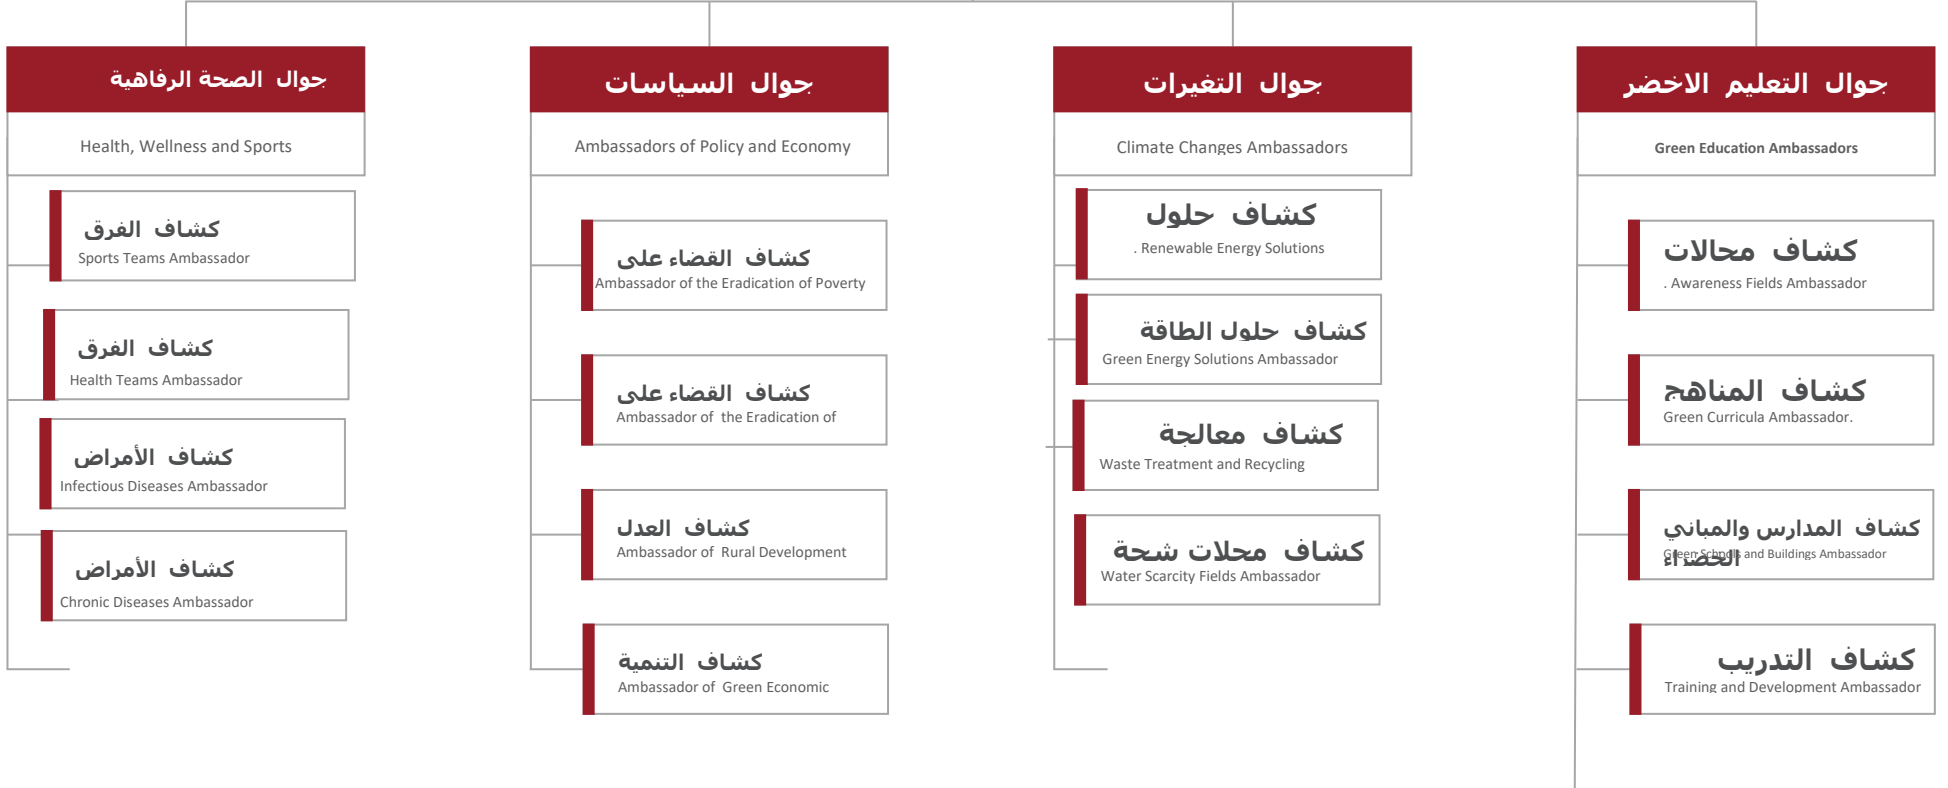 جوال الصحة الرفاهية
Health, Wellness and Sports
كشاف الفرق
Sports Teams Ambassador
كشاف الفرق
Health Teams Ambassador
كشاف الأمراض
Infectious Diseases Ambassador
كشاف الأمراض
Chronic Diseases Ambassador
جوال السياسات
Ambassadors of Policy and Economy
كشاف القضاء على
Ambassador of the Eradication of Poverty
كشاف القضاء على
Ambassador of the Eradication of
كشاف العدل
Ambassador of Rural Development
كشاف التنمية
Ambassador of Green Economic
جوال التغيرات
Climate Changes Ambassadors
كشاف حلول
. Renewable Energy Solutions
كشاف حلول الطاقة
Green Energy Solutions Ambassador
كشاف معالجة
Waste Treatment and Recycling
كشاف محلات شحة
Water Scarcity Fields Ambassador
جوال التعليم الاخضر
Green Education Ambassadors
كشاف مجالات
. Awareness Fields Ambassador
كشاف المناهج
Green Curricula Ambassador.
كشاف المدارس والمباني
الخضراء
Green Schools and Buildings Ambassador
كشاف التدريب
Training and Development Ambassador